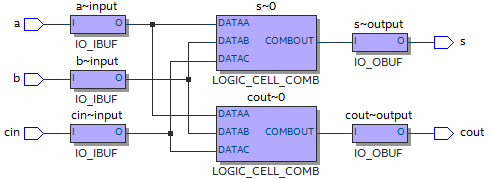 a~input
s~0
a
I
O
IO_IBUF
DATAA
DATAB
DATAC
COMBOUT
LOGIC_CELL_COMB
s~output
I
O
IO_OBUF
s
b~input
b
I
O
IO_IBUF
cin~input
cin
I
O
IO_IBUF
cout~0
DATAA
DATAB
DATAC
COMBOUT
LOGIC_CELL_COMB
cout~output
I
O
IO_OBUF
cout